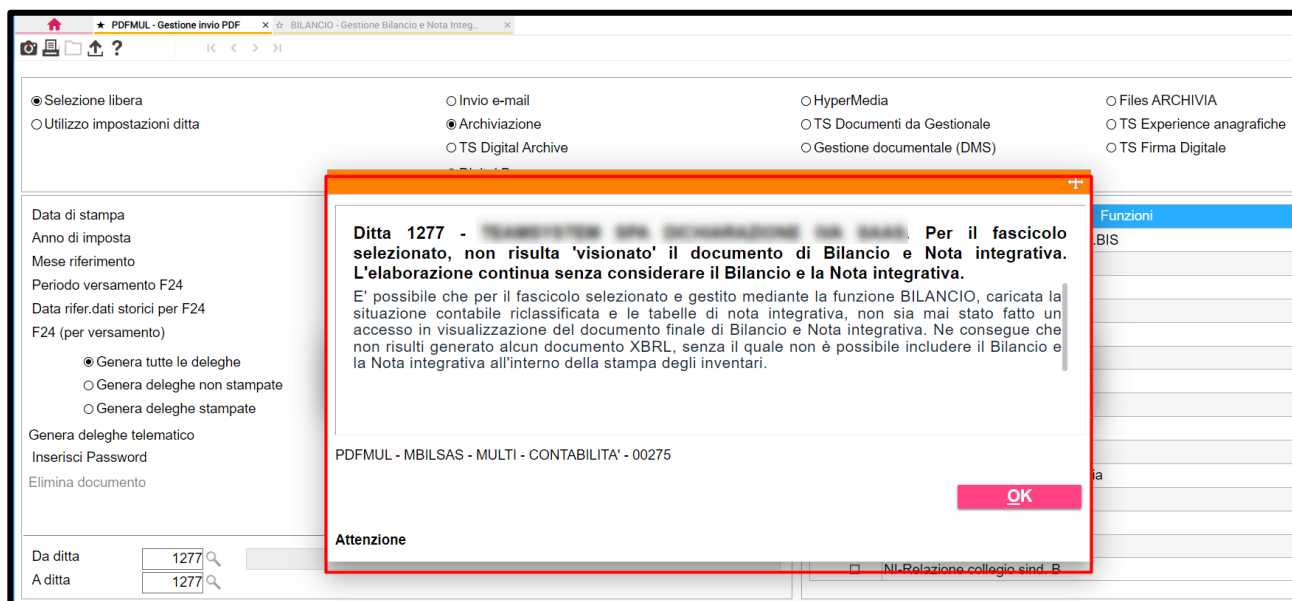 PDFMUL - Gestione invio PDF
BILANCIO - Gestione Bilancio e Nota Integ...
Selezione libera
Utilizzo impostazioni ditta
Invio e-mail
Archiviazione
TS Digital Archive
HyperMedia
TS Documenti da Gestionale
Gestione documentale (DMS)
Files ARCHIVIA
TS Experience anagrafiche
TS Firma Digitale
Data di stampa
Anno di imposta
Mese riferimento
Periodo versamento F24
Data rifer.dati storici per F24
F24 (per versamento)
Genera tutte le deleghe
Genera deleghe non stampate
Genera deleghe stampate
Genera deleghe telematico
Inserisci Password
Elimina documento
Da ditta 1277
A ditta 1277
Ditta 1277 - TEAMSYSTEM SPA DICHIARAZIONE IVA SAAS. Per il fascicolo
selezionato, non risulta 'visionato' il documento di Bilancio e Nota integrativa.
L'elaborazione continua senza considerare il Bilancio e la Nota integrativa.
E' possibile che per il fascicolo selezionato e gestito mediante la funzione BILANCIO, caricata la
situazione contabile riclassificata e le tabelle di nota integrativa, non sia mai stato fatto un
accesso in visualizzazione del documento finale di Bilancio e Nota integrativa. Ne consegue che
non risulti generato alcun documento XBRL, senza il quale non è possibile includere il Bilancio e
la Nota integrativa all'interno della stampa degli inventari.
PDFMUL - MBILSAS - MULTI - CONTABILITA' - 00275
OK
Attenzione
Funzioni
.BIS
ia
NI-Relazione collegio sind. B